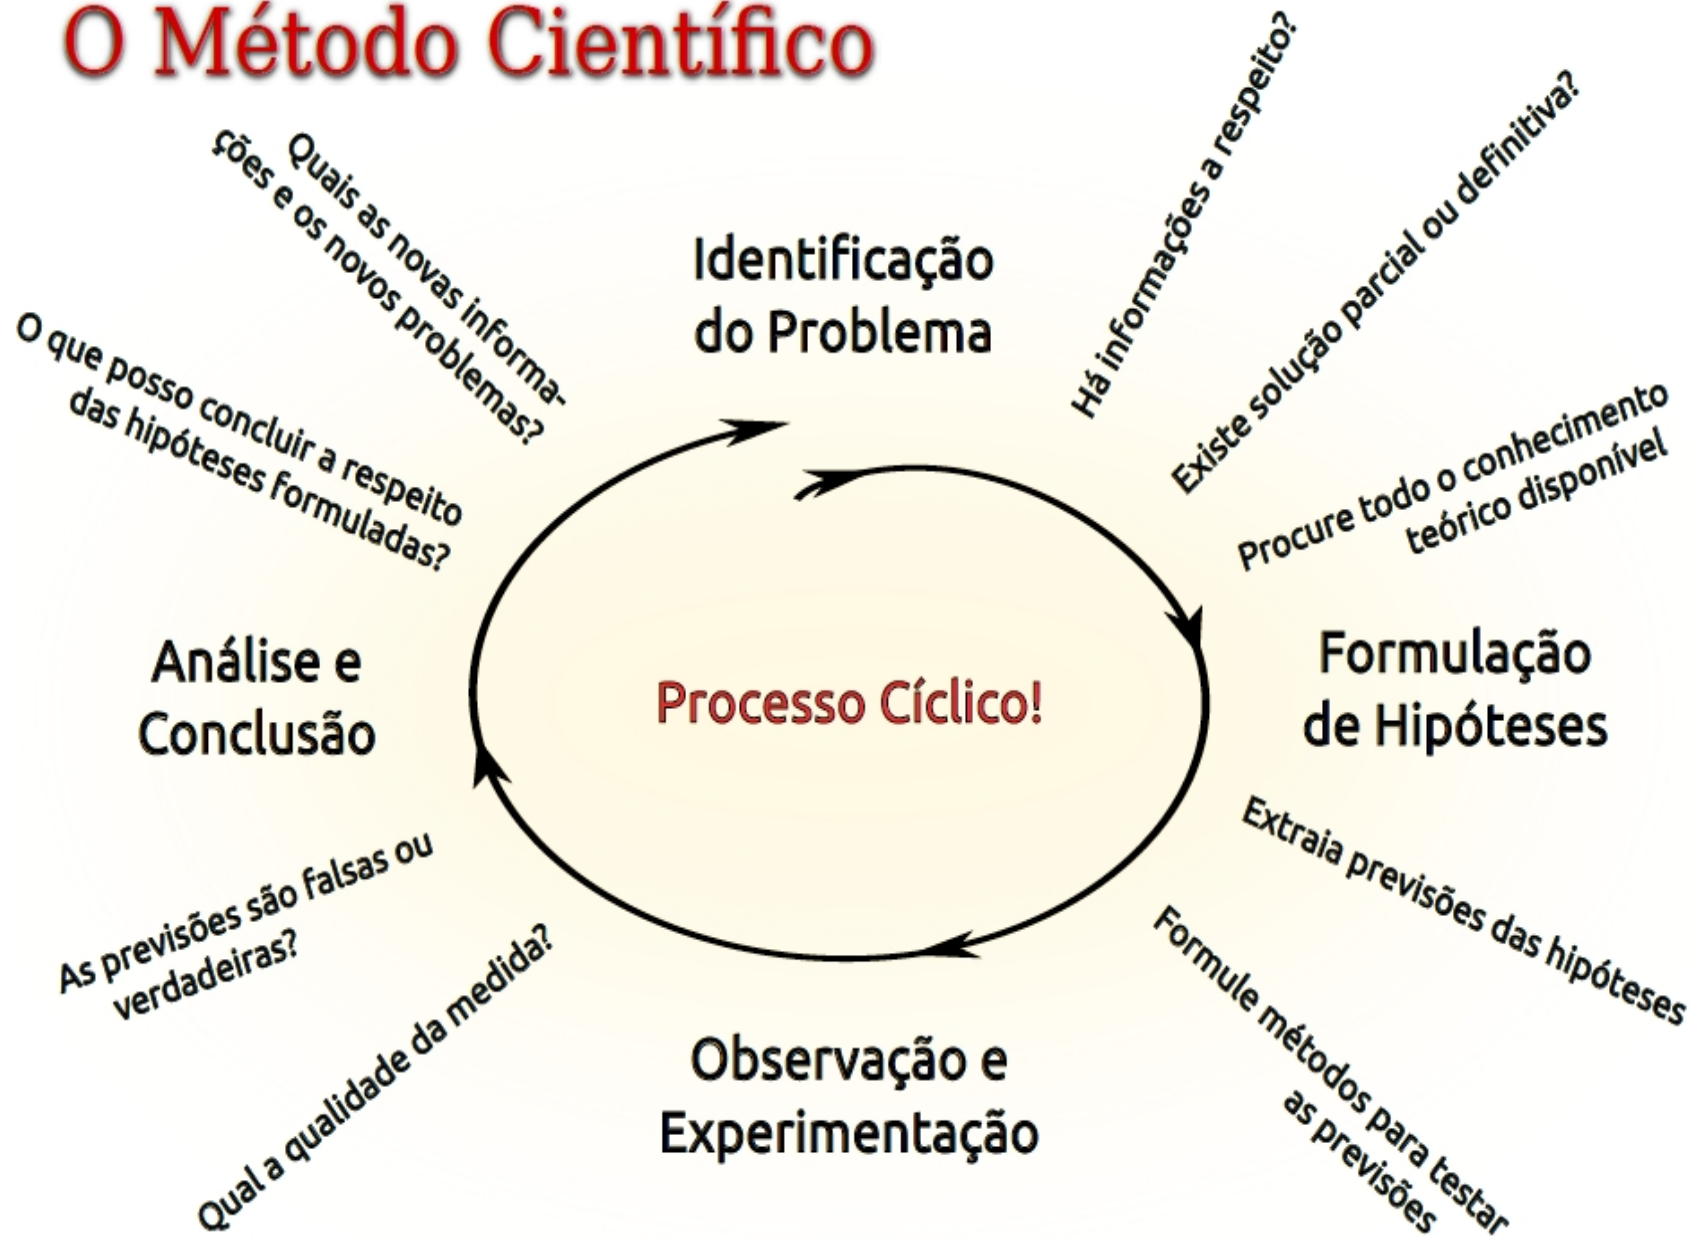 O Método Científico
Identificação
do Problema
Há informações a respeito?
Existe solução parcial ou definitiva?
Procure todo o conhecimento
teórico disponível
Formulação
de Hipóteses
Extraia previsões das hipóteses
Formule métodos para testar
as previsões
Observação e
Experimentação
Qual a qualidade da medida?
As previsões são falsas ou
verdadeiras?
Análise e
Conclusão
O que posso concluir a respeito
das hipóteses formuladas?
Quais as novas informa-
ções e os novos problemas?
Processo Cíclico!